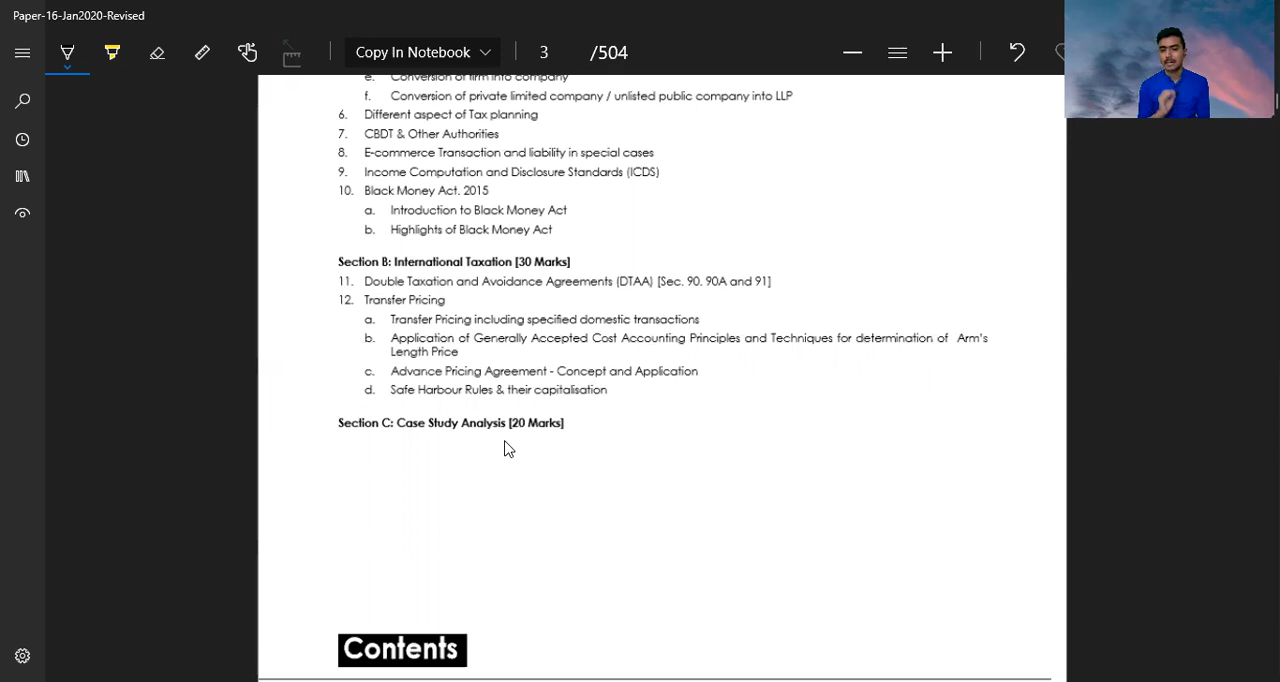 Paper-16-Jan2020-Revised
Copy In Notebook
3 /504
e. Conversion of firm into company
f. Conversion of private limited company / unlisted public company into LLP
6. Different aspect of Tax planning
7. CBDT & Other Authorities
8. E-commerce Transaction and liability in special cases
9. Income Computation and Disclosure Standards (ICDS)
10. Black Money Act. 2015
a. Introduction to Black Money Act
b. Highlights of Black Money Act
Section B: International Taxation [30 Marks]
11. Double Taxation and Avoidance Agreements (DTAA) [Sec. 90. 90A and 91]
12. Transfer Pricing
a. Transfer Pricing including specified domestic transactions
b. Application of Generally Accepted Cost Accounting Principles and Techniques for determination of Arm's
Length Price
c. Advance Pricing Agreement - Concept and Application
d. Safe Harbour Rules & their capitalisation
Section C: Case Study Analysis [20 Marks]
Contents